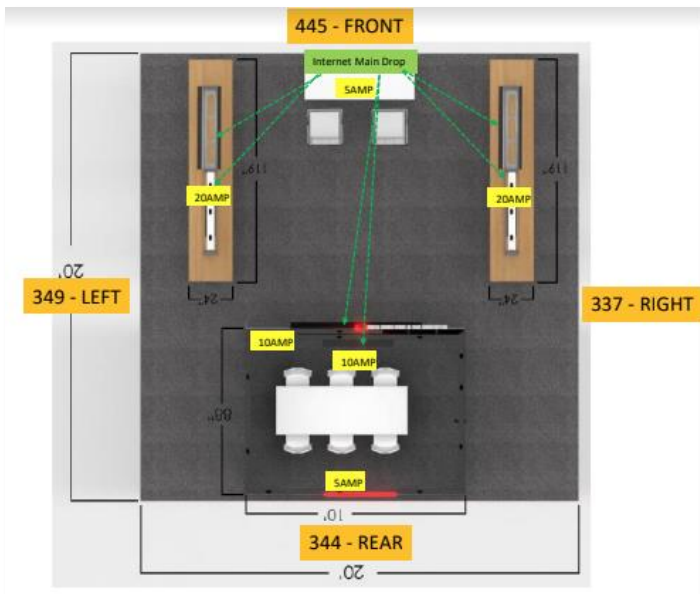 445 - FRONT
Internet Main Drop
5AMP
119"
119"
20AMP
20AMP
20'
349 - LEFT
24"
24"
337 - RIGHT
10AMP
10AMP
88"
5AMP
10'
344 - REAR
20'